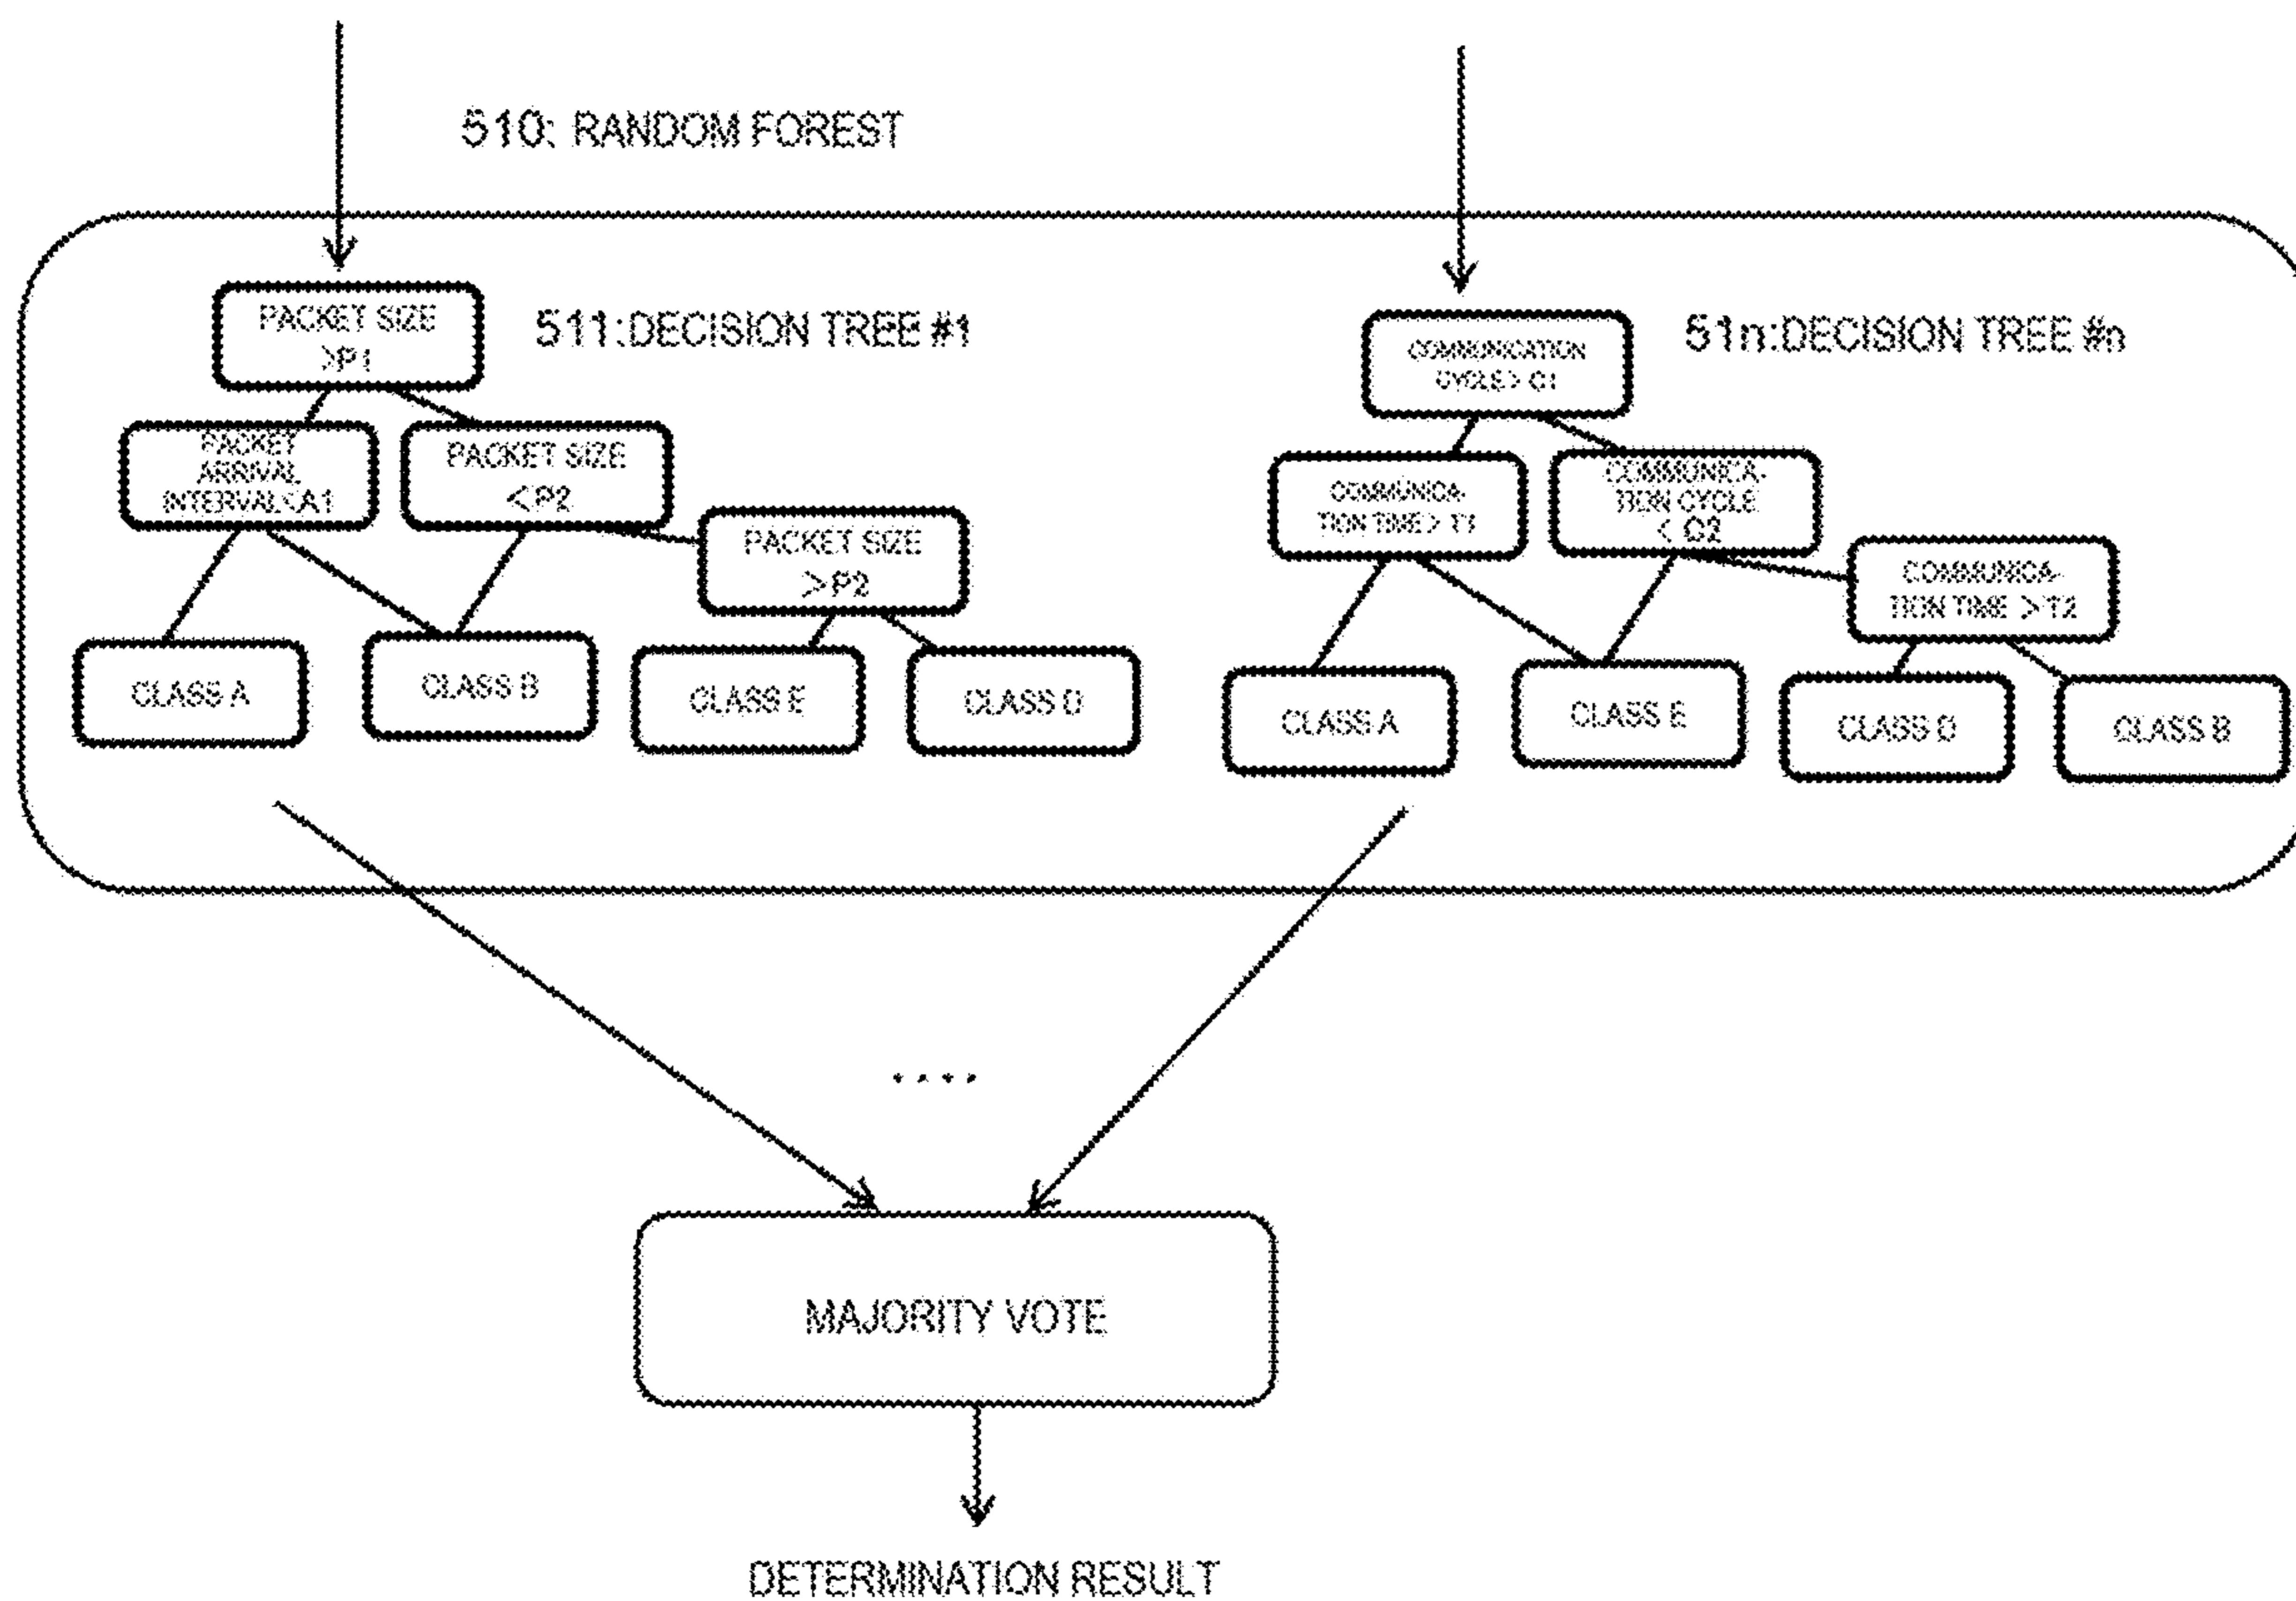 510: RANDOM FOREST
PACKET SIZE
>P1
511:DECISION TREE #1
PACKET
ARRIVAL
INTERVAL<A1
PACKET SIZE
<P2
PACKET SIZE
>P2
CLASS A
CLASS B
CLASS E
CLASS D
COMMUNICATION
CYCLE> C1
51n:DECISION TREE #n
COMMUNICA-
TION TIME> T1
COMMUNICA-
TION CYCLE
< C2
COMMUNICA-
TION TIME >T2
CLASS A
CLASS E
CLASS D
CLASS B
....
MAJORITY VOTE
DETERMINATION RESULT